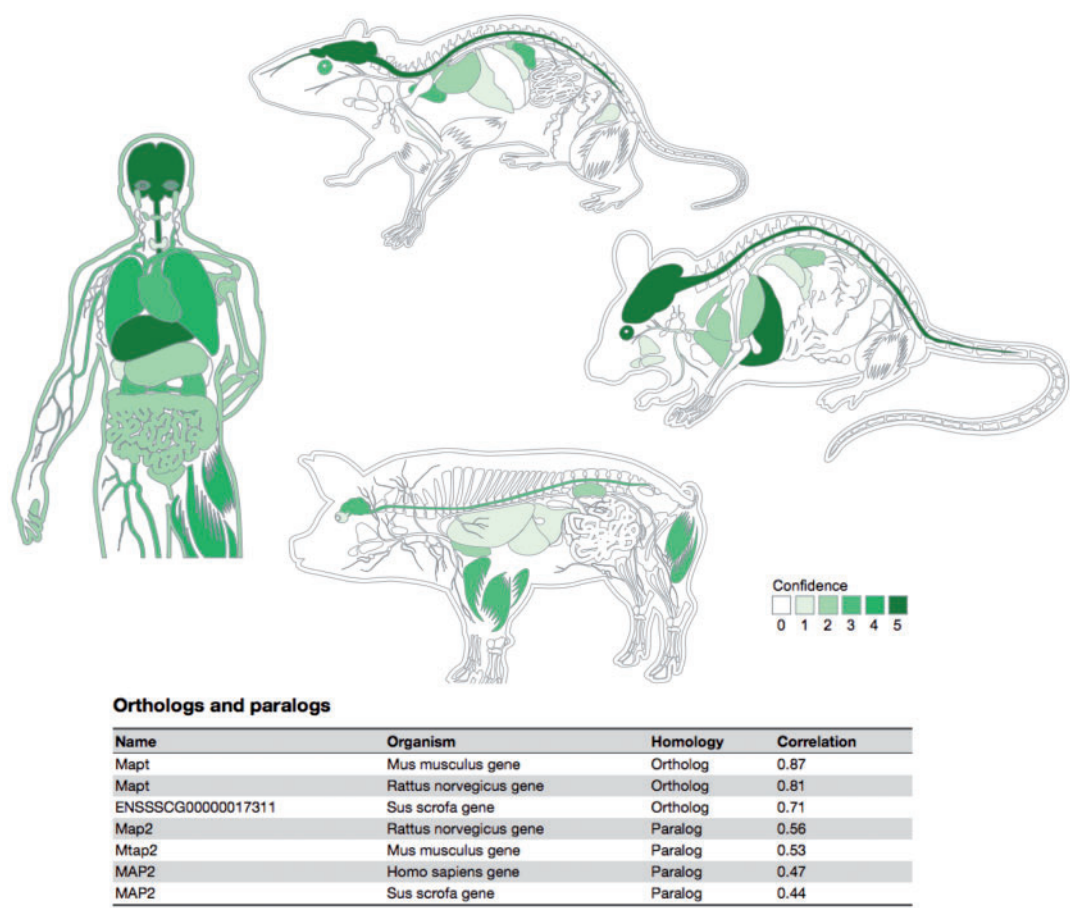 Confidence
0 1 2 3 4 5
Orthologs and paralogs
Name Organism Homology Correlation
Mapt Mus musculus gene Ortholog 0.87
Mapt Rattus norvegicus gene Ortholog 0.81
ENSSSCG00000017311 Sus scrofa gene Ortholog 0.71
Map2 Rattus norvegicus gene Paralog 0.56
Mtap2 Mus musculus gene Paralog 0.53
MAP2 Homo sapiens gene Paralog 0.47
MAP2 Sus scrofa gene Paralog 0.44